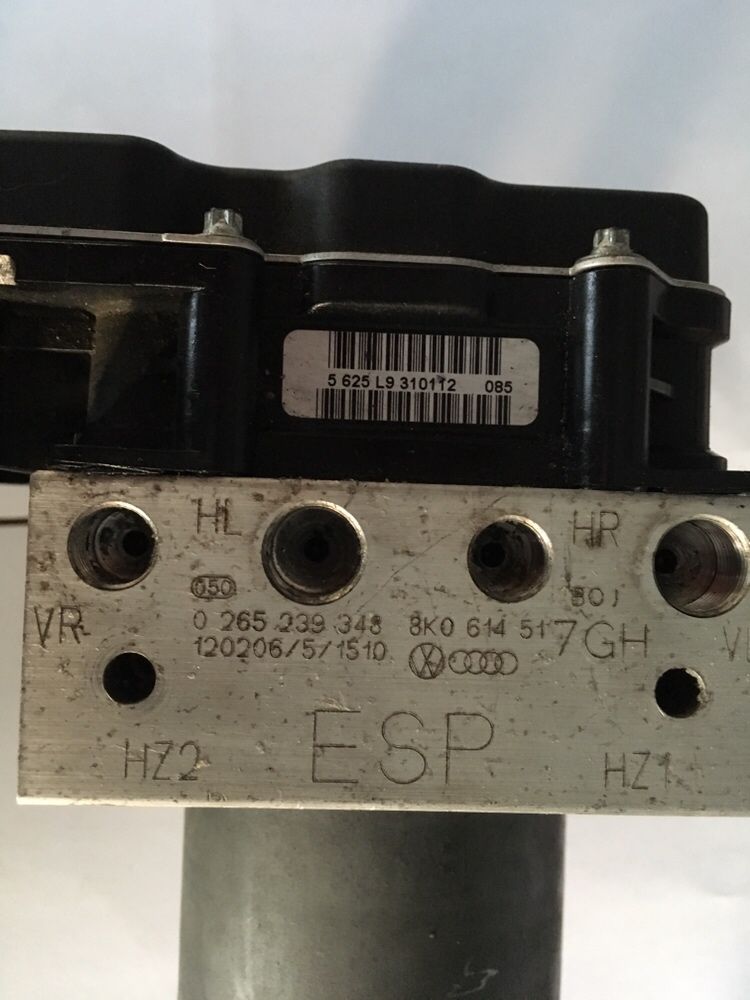 5 625 L9 310112 085
HL HR
050 BOJ
VR
0 265 239 348 8K0 614 517GH
120206/5/1510
HZ2 ESP HZ1